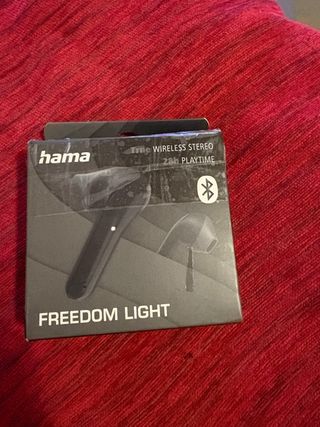 hama
True WIRELESS STEREO
28h PLAYTIME
FREEDOM LIGHT